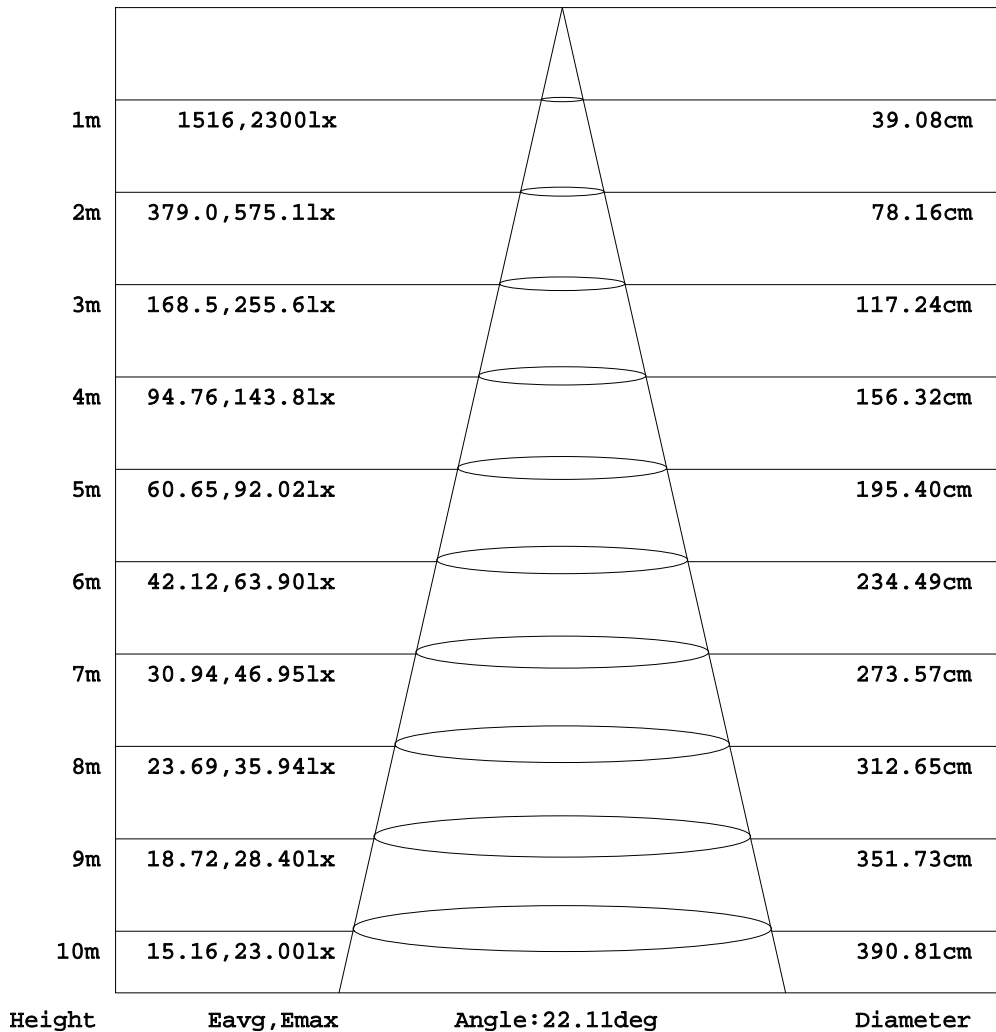 1m 1516,2300lx 39.08cm
2m 379.0,575.1lx 78.16cm
3m 168.5,255.6lx 117.24cm
4m 94.76,143.8lx 156.32cm
5m 60.65,92.02lx 195.40cm
6m 42.12,63.90lx 234.49cm
7m 30.94,46.95lx 273.57cm
8m 23.69,35.94lx 312.65cm
9m 18.72,28.40lx 351.73cm
10m 15.16,23.00lx 390.81cm
Height Eavg,Emax Angle:22.11deg Diameter